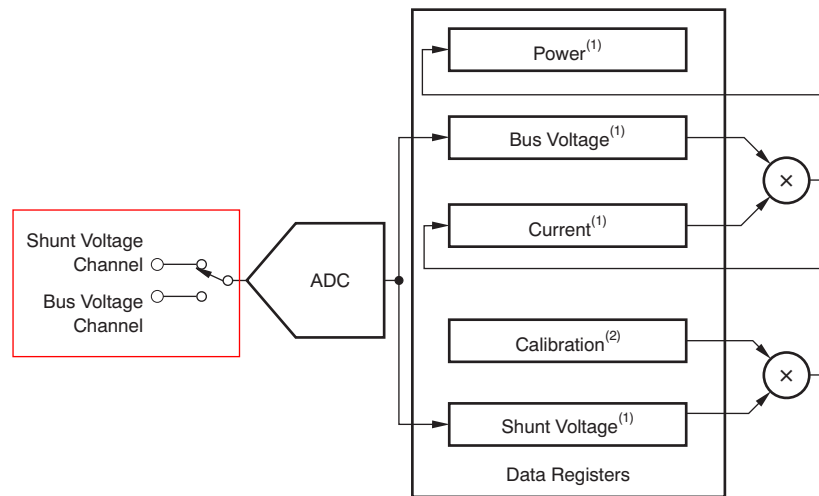 Power(1)
Bus Voltage(1)
×
Shunt Voltage
Channel
Current(1)
ADC
Bus Voltage
Channel
Calibration(2)
×
Shunt Voltage(1)
Data Registers